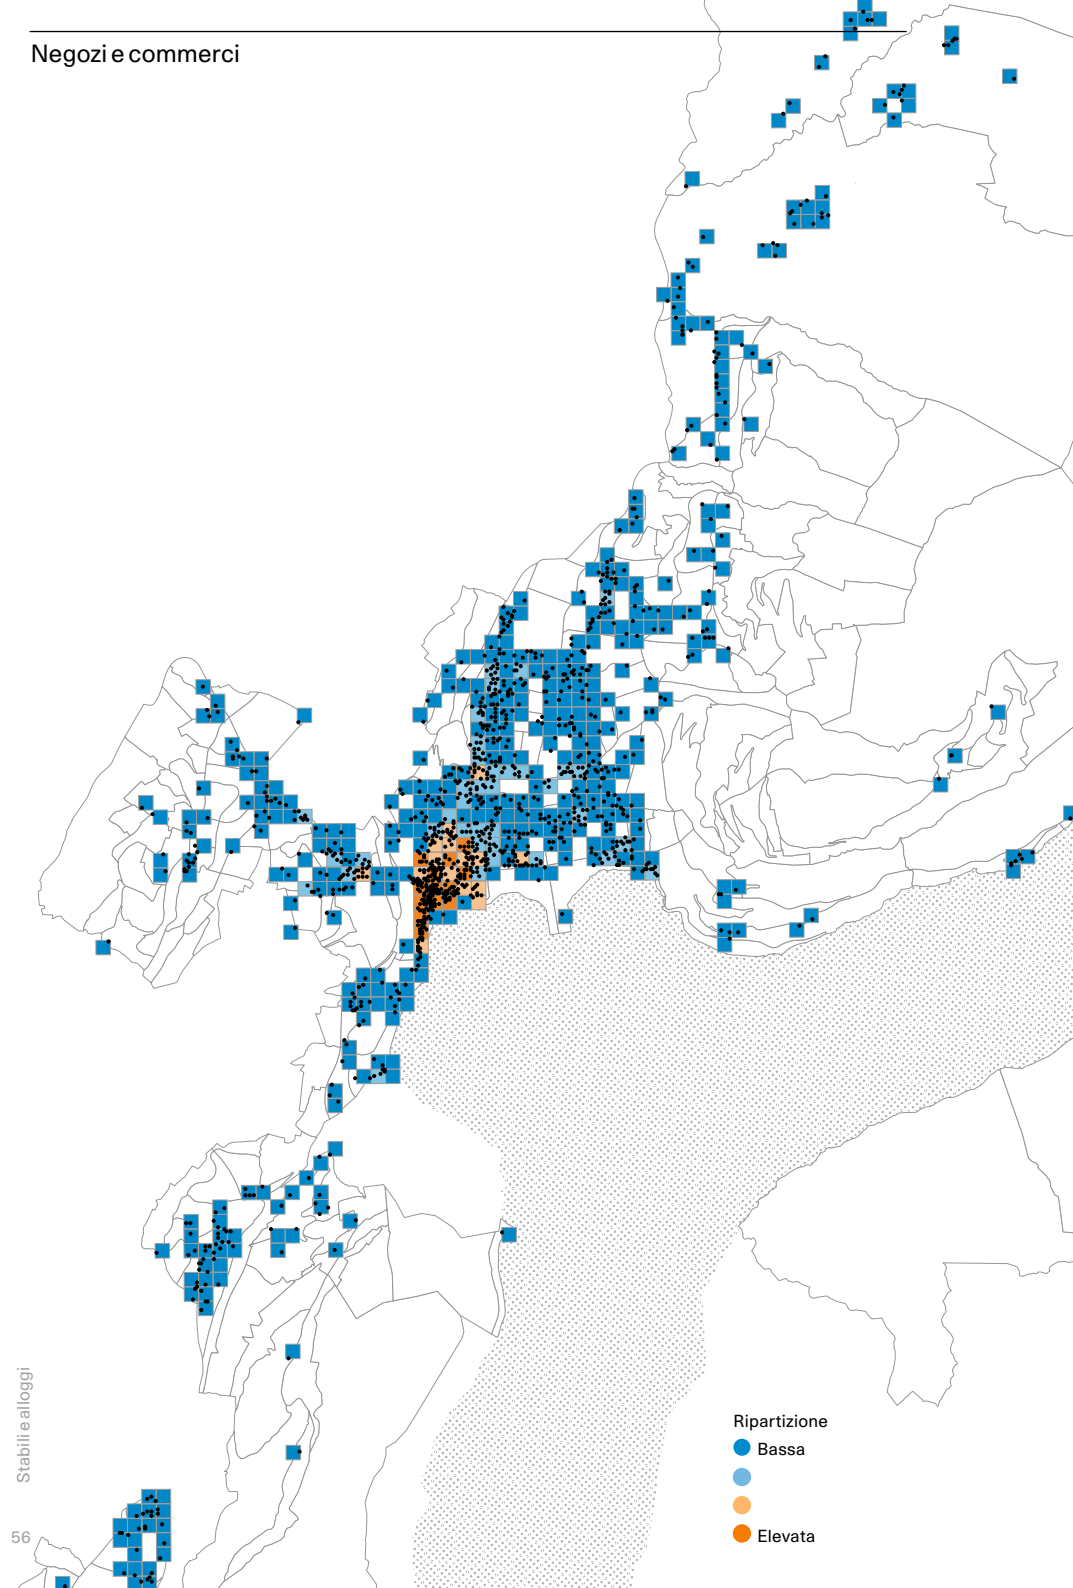 Negozi e commerci
Ripartizione
Bassa
Elevata
Stabili e alloggi
56